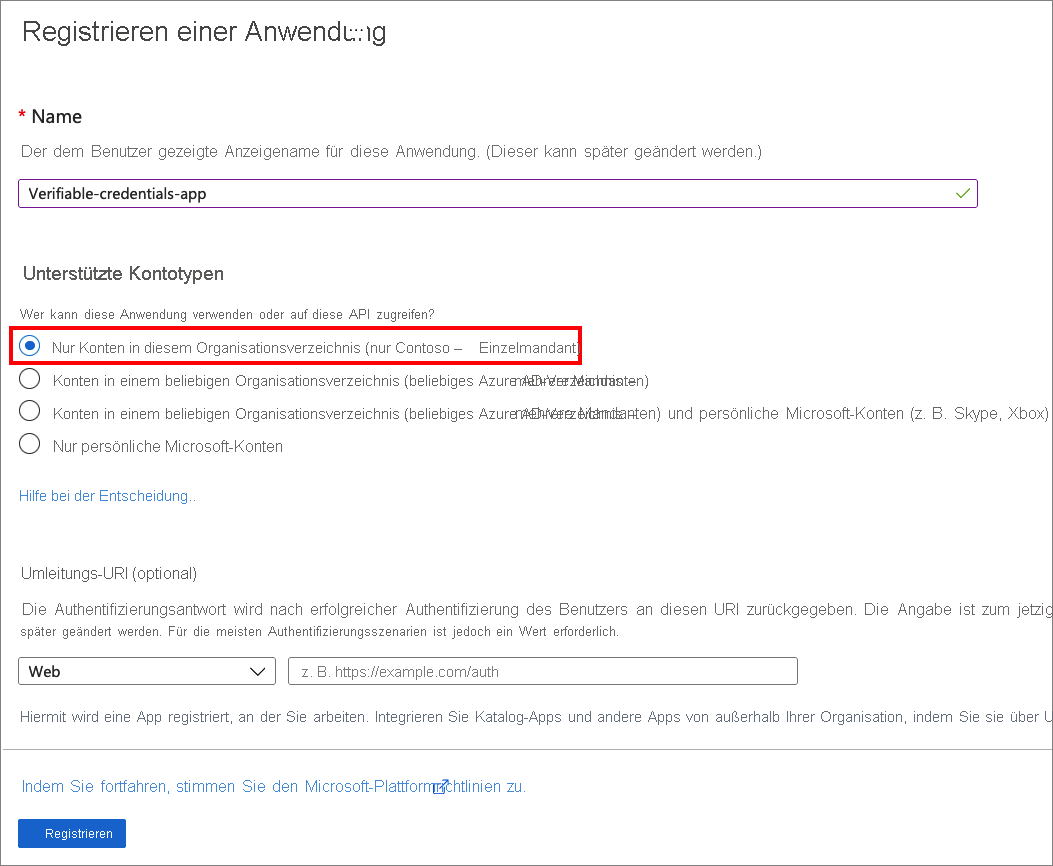 Registrieren einer Anwendung
* Name
Der dem Benutzer gezeigte Anzeigename für diese Anwendung. (Dieser kann später geändert werden.)
Verifiable-credentials-app
Unterstützte Kontotypen
Wer kann diese Anwendung verwenden oder auf diese API zugreifen?
Nur Konten in diesem Organisationsverzeichnis (nur Contoso – Einzelmandant)
Konten in einem beliebigen Organisationsverzeichnis (beliebiges Azure AD-Verzeichnis – mehrere Mandanten)
Konten in einem beliebigen Organisationsverzeichnis (beliebiges Azure AD-Verzeichnis – mehrere Mandanten) und persönliche Microsoft-Konten (z. B. Skype, Xbox)
Nur persönliche Microsoft-Konten
Hilfe bei der Entscheidung..
Umleitungs-URI (optional)
Die Authentifizierungsantwort wird nach erfolgreicher Authentifizierung des Benutzers an diesen URI zurückgegeben. Die Angabe ist zum jetzig
später geändert werden. Für die meisten Authentifizierungsszenarien ist jedoch ein Wert erforderlich.
Web
z. B. https://example.com/auth
Hiermit wird eine App registriert, an der Sie arbeiten. Integrieren Sie Katalog-Apps und andere Apps von außerhalb Ihrer Organisation, indem Sie sie über U
Indem Sie fortfahren, stimmen Sie den Microsoft-Plattformrichtlinien zu.
Registrieren